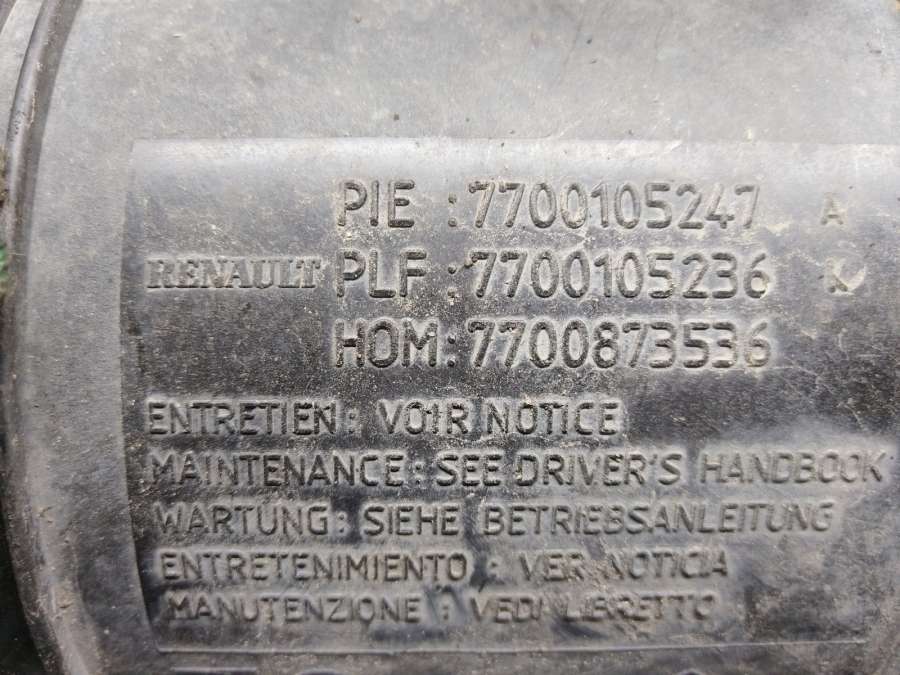 PIE : 7700105247 A
RENAULT PLF : 7700105236
HOM : 7700873536
ENTRETIEN : VOIR NOTICE
MAINTENANCE : SEE DRIVER'S HANDBOOK
WARTUNG : SIEHE BETRIEBSANLEITUNG
ENTRETENIMIENTO : VER NOTICIA
MANUTENZIONE : VEDI LIBRETTO